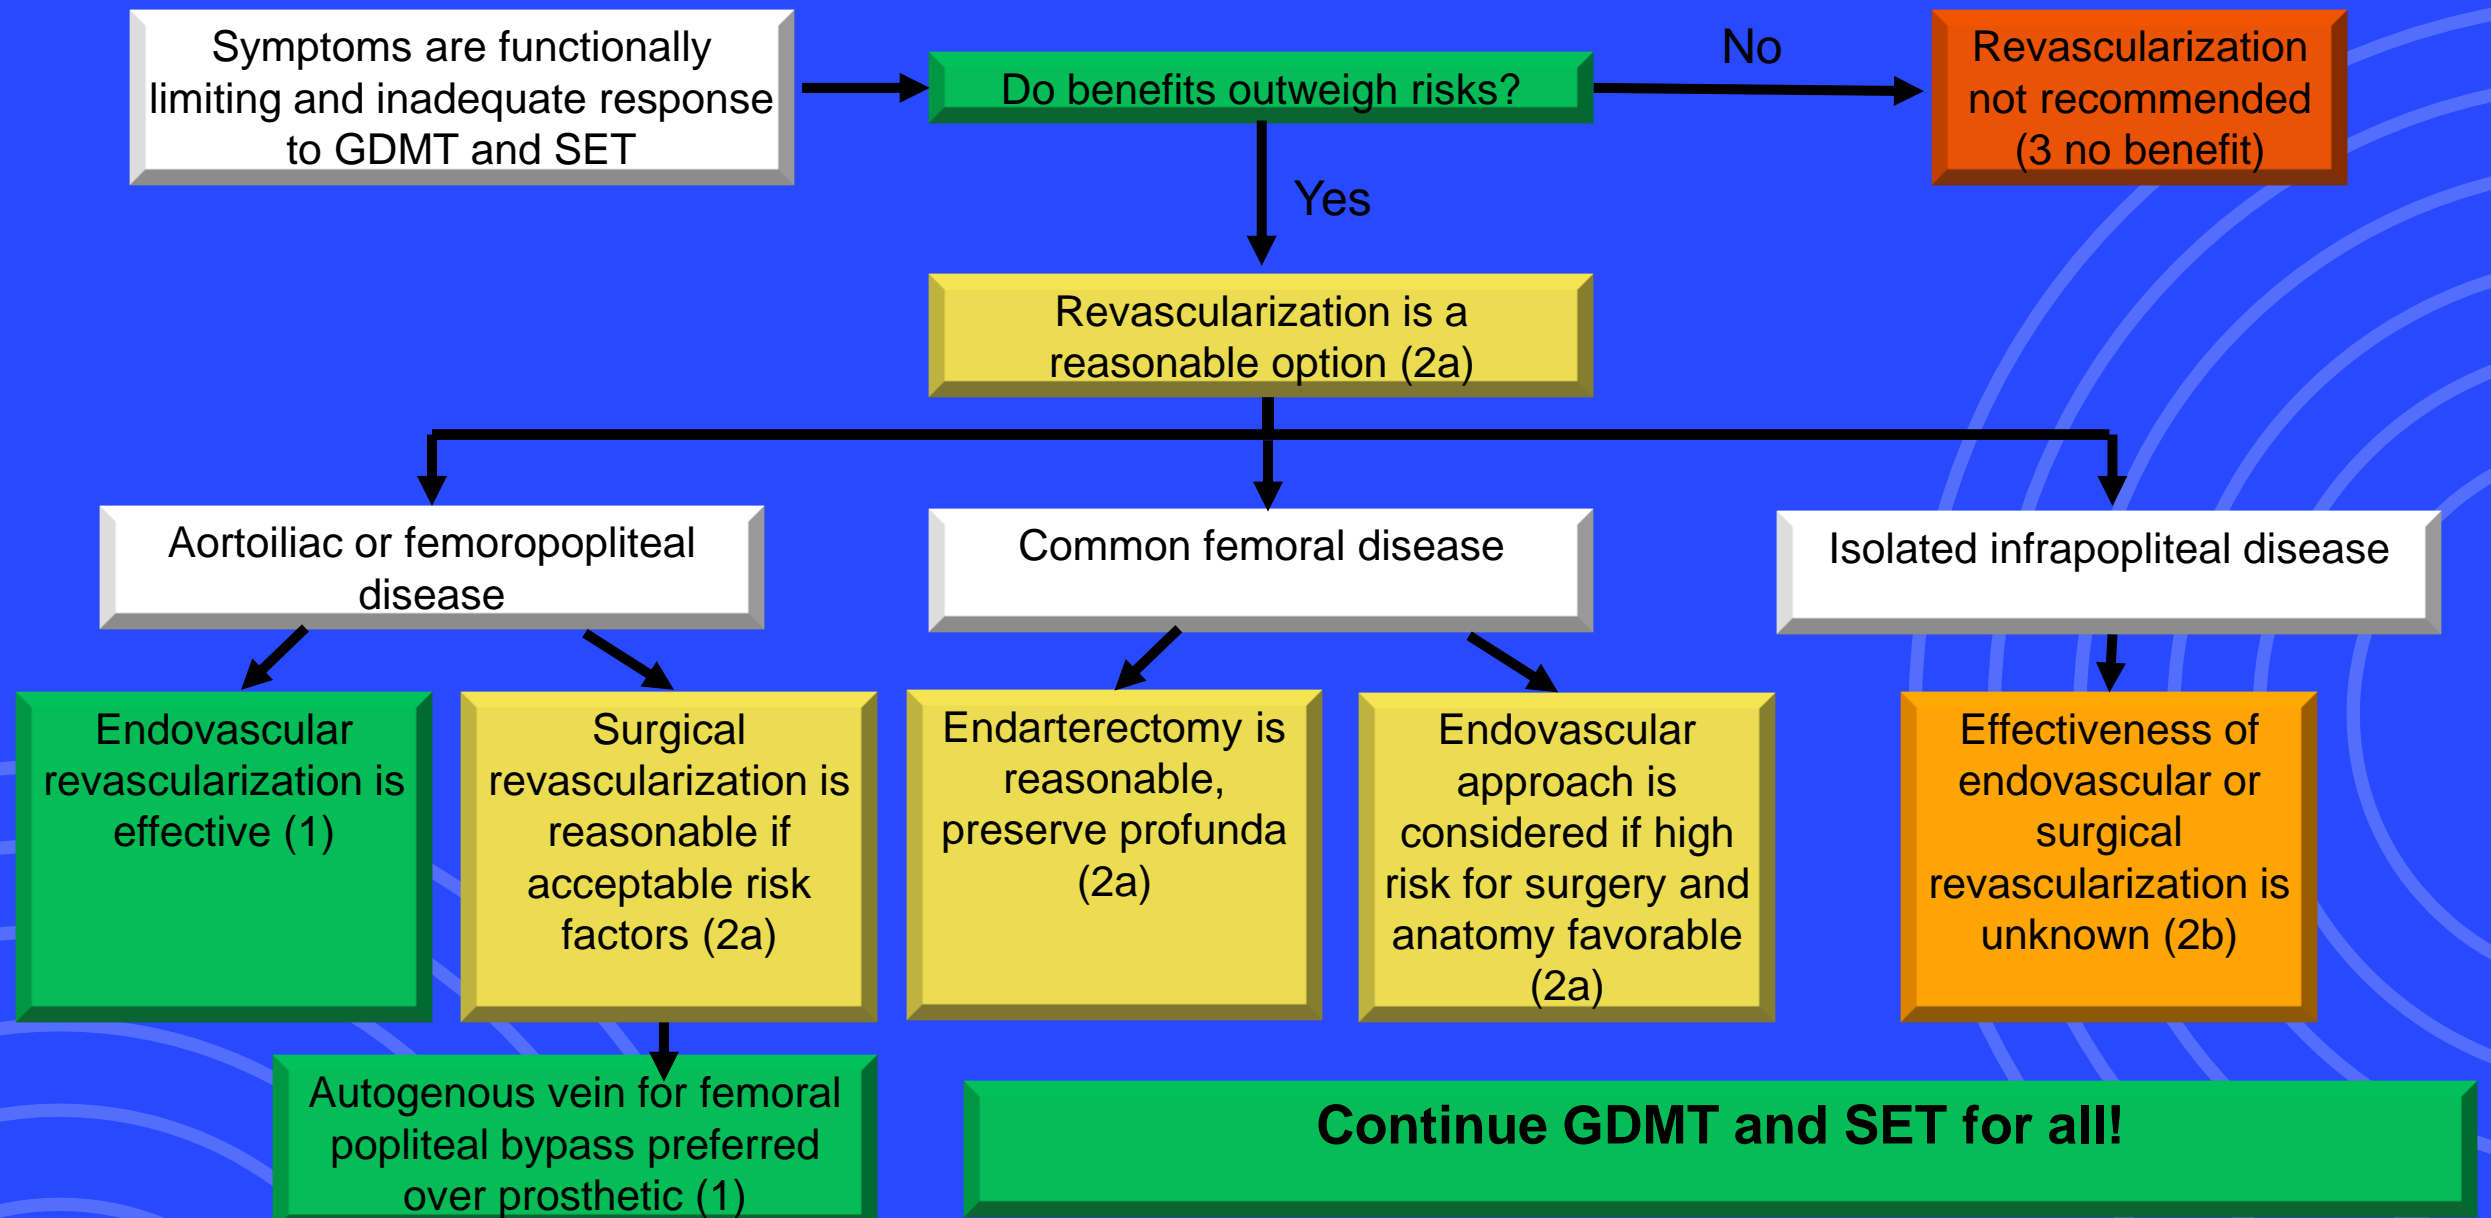 Symptoms are functionally
limiting and inadequate response
to GDMT and SET
Do benefits outweigh risks?
No
Revascularization
not recommended
(3 no benefit)
Yes
Revascularization is a
reasonable option (2a)
Aortoiliac or femoropopliteal
disease
Common femoral disease
Isolated infrapopliteal disease
Endovascular
revascularization is
effective (1)
Surgical
revascularization is
reasonable if
acceptable risk
factors (2a)
Endarterectomy is
reasonable,
preserve profunda
(2a)
Endovascular
approach is
considered if high
risk for surgery and
anatomy favorable
(2a)
Effectiveness of
endovascular or
surgical
revascularization is
unknown (2b)
Autogenous vein for femoral
popliteal bypass preferred
over prosthetic (1)
Continue GDMT and SET for all!